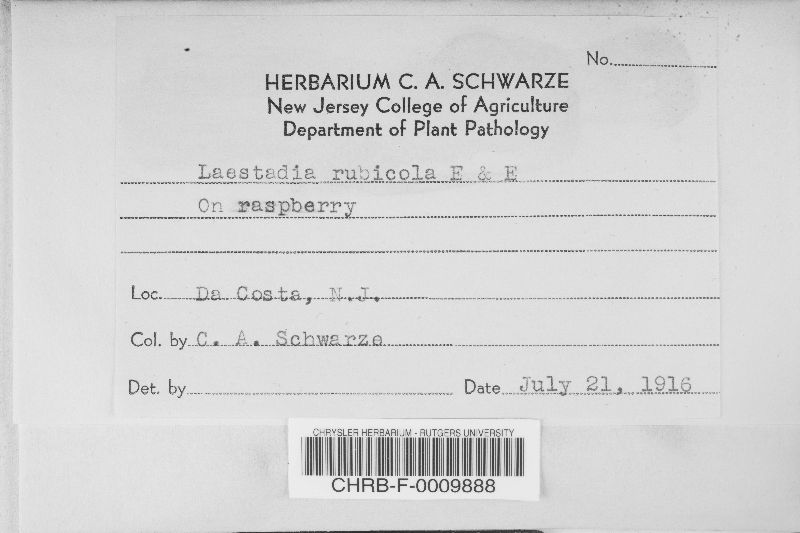 No.
HERBARIUM C. A. SCHWARZE
New Jersey College of Agriculture
Department of Plant Pathology
Laestadia rubicola E & E
On raspberry
Loc. Da Costa, N.J.
Col. by C. A. Schwarze
Det. by
Date July 21, 1916
CHRYSLER HERBARIUM - RUTGERS UNIVERSITY
CHRB-F-0009888